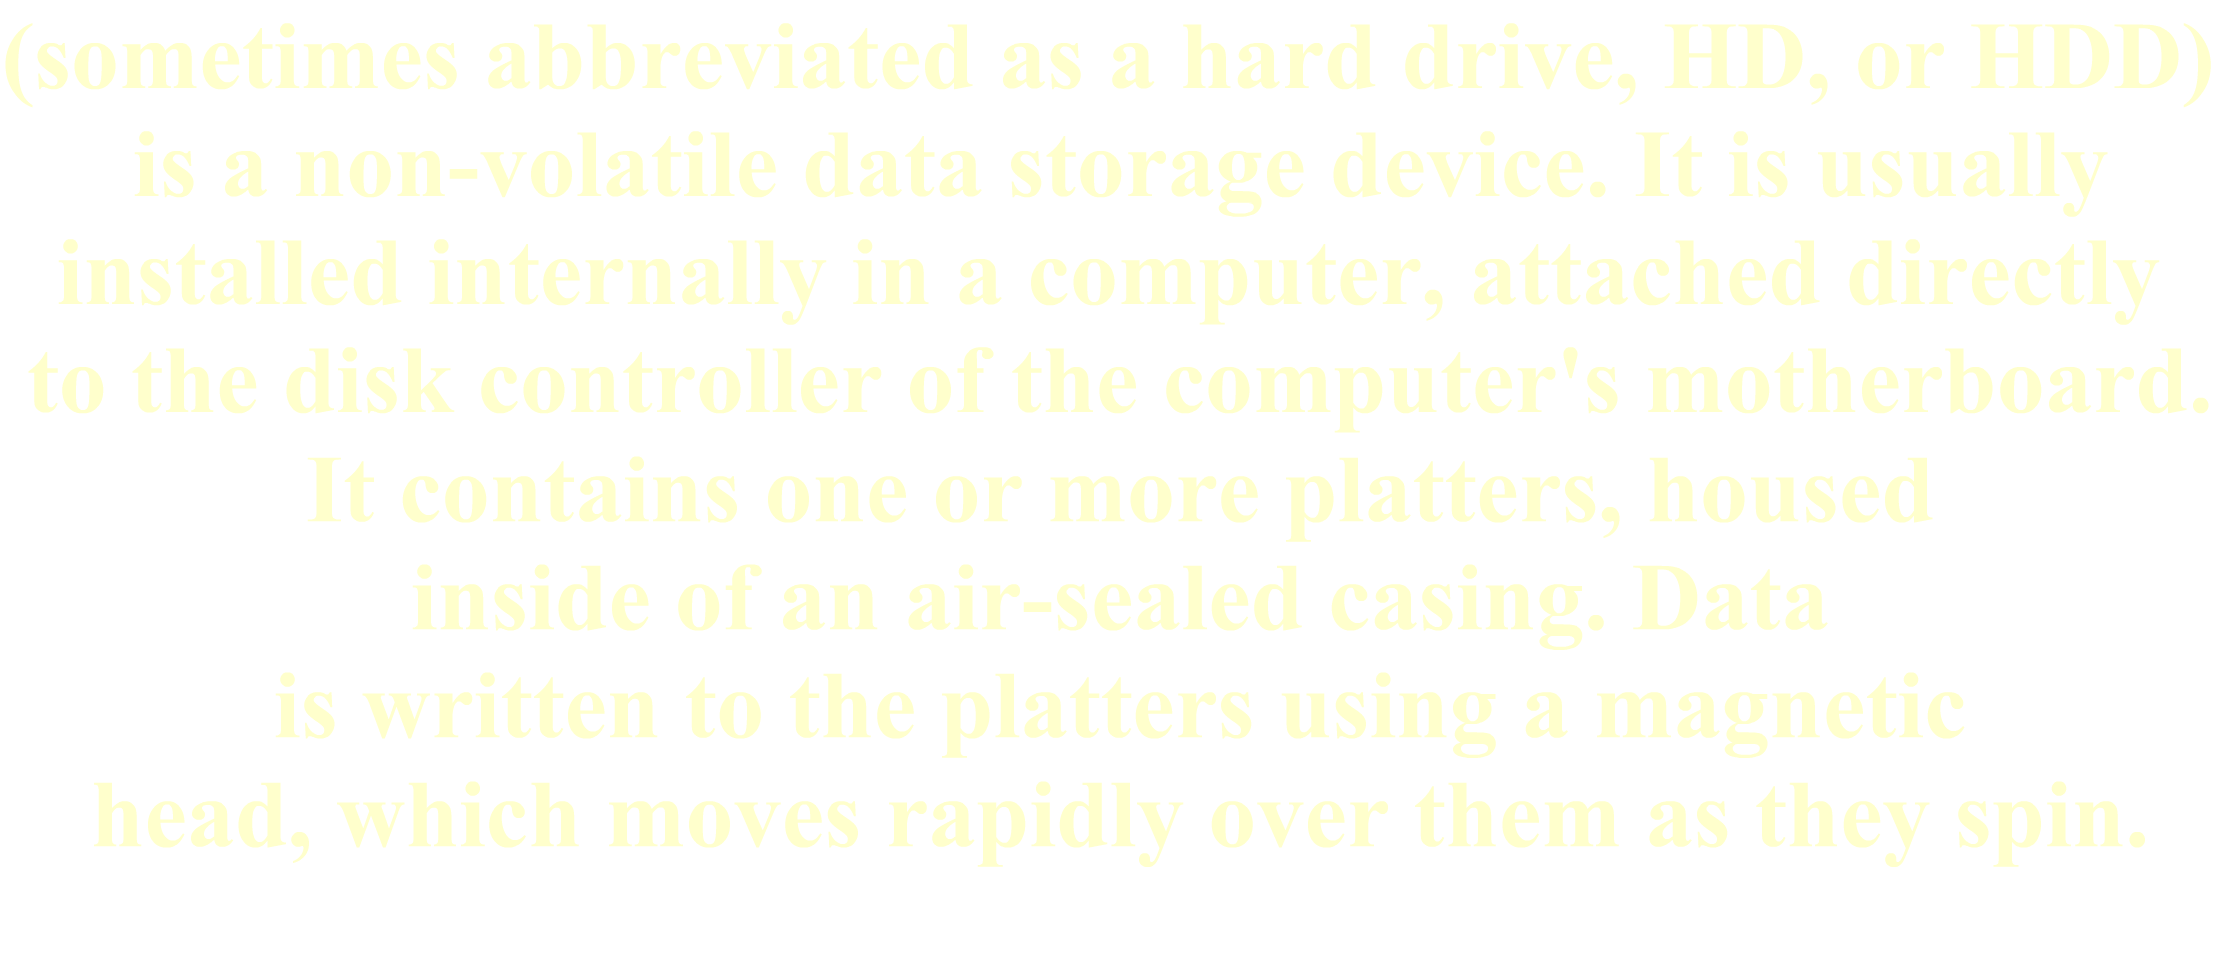 (sometimes abbreviated as a hard drive, HD, or HDD)
is a non-volatile data storage device. It is usually
installed internally in a computer, attached directly
to the disk controller of the computer's motherboard.
It contains one or more platters, housed
inside of an air-sealed casing. Data
is written to the platters using a magnetic
head, which moves rapidly over them as they spin.